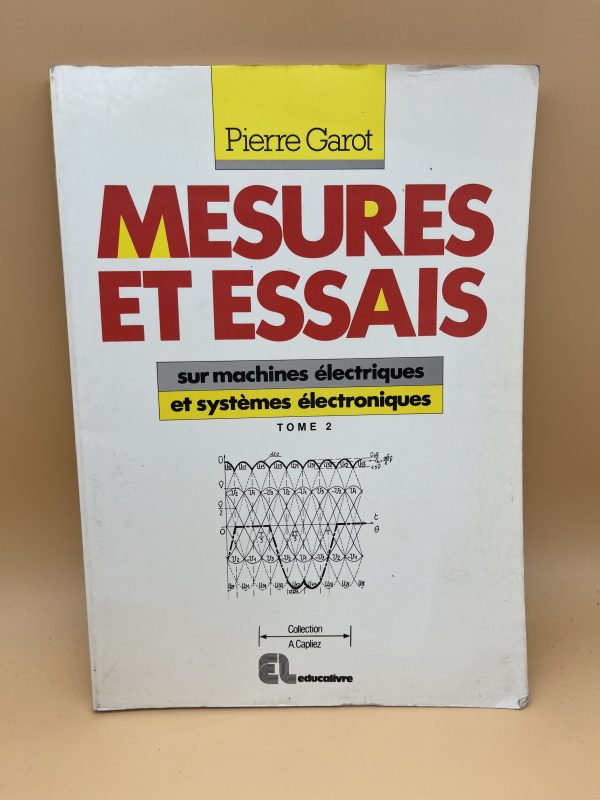 Pierre Garot
MESURES
ET ESSAIS
sur machines électriques
et systèmes électroniques
TOME 2
Collection
A.Capliez
EL educalivre